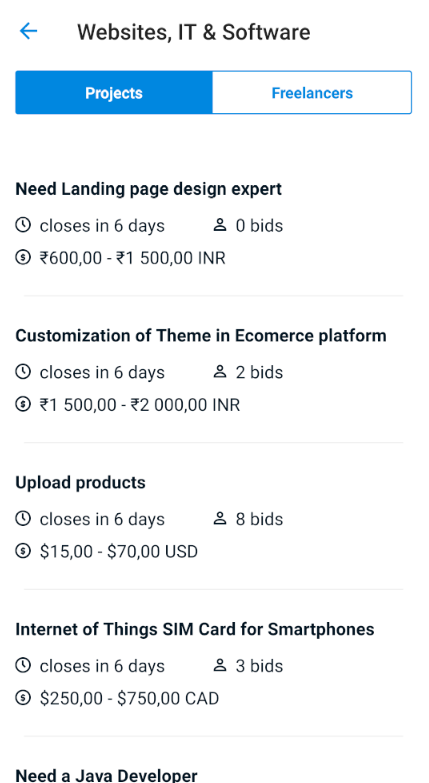 Websites, IT & Software
Projects
Freelancers
Need Landing page design expert
closes in 6 days
0 bids
₹600,00 - ₹1 500,00 INR
Customization of Theme in Ecomerce platform
closes in 6 days
2 bids
₹1 500,00 - ₹2 000,00 INR
Upload products
closes in 6 days
8 bids
$15,00 - $70,00 USD
Internet of Things SIM Card for Smartphones
closes in 6 days
3 bids
$250,00 - $750,00 CAD
Need a Java Developer